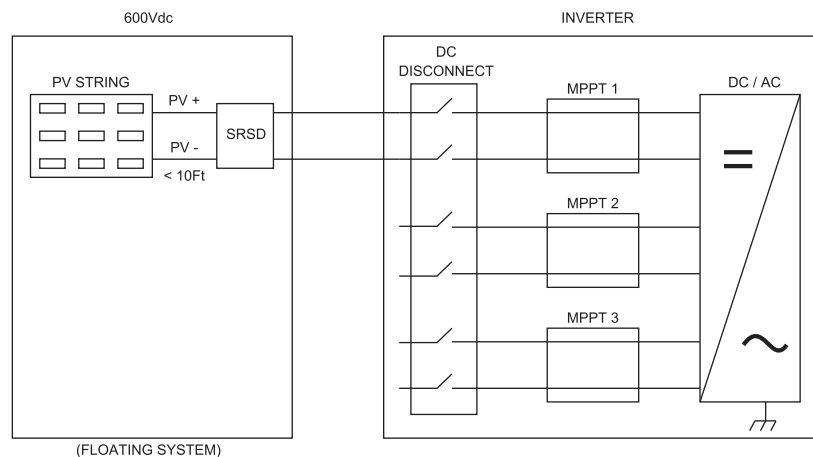 600Vdc
INVERTER
DC
DISCONNECT
PV STRING
PV +
PV -
< 10Ft
SRSD
MPPT 1
MPPT 2
MPPT 3
DC / AC
(FLOATING SYSTEM)